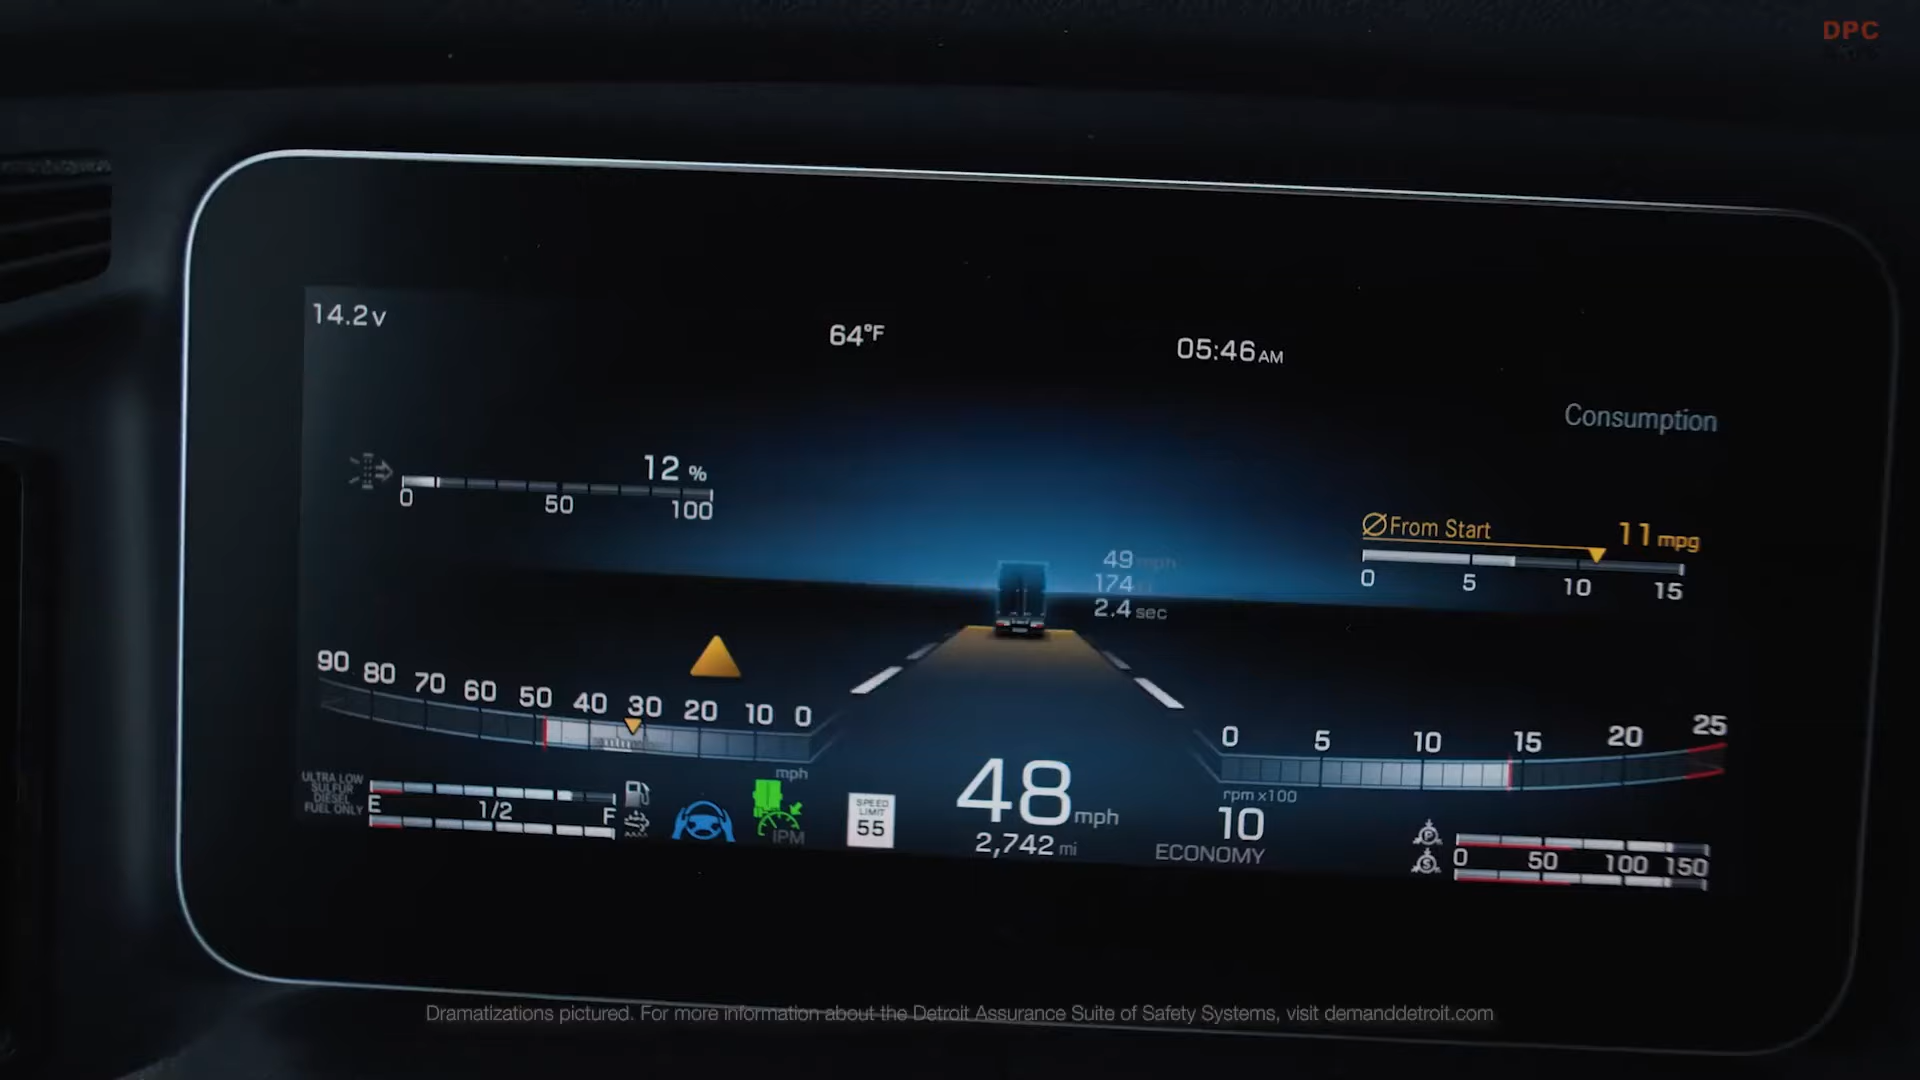 DPC
14.2v
64°F
05:46 AM
Consumption
12 %
0 50 100
From Start 11 mpg
0 5 10 15
49 mph
174
2.4 sec
90 80 70 60 50 40 30 20 10 0
mph
0 5 10 15 20 25
rpm x100
ULTRA LOW
SULFUR
DIESEL
FUEL ONLY
E 1/2 F
IPM
SPEED
LIMIT
55
48 mph
2,742 mi
10
ECONOMY
P
S
0 50 100 150
Dramatizations pictured. For more information about the Detroit Assurance Suite of Safety Systems, visit demanddetroit.com